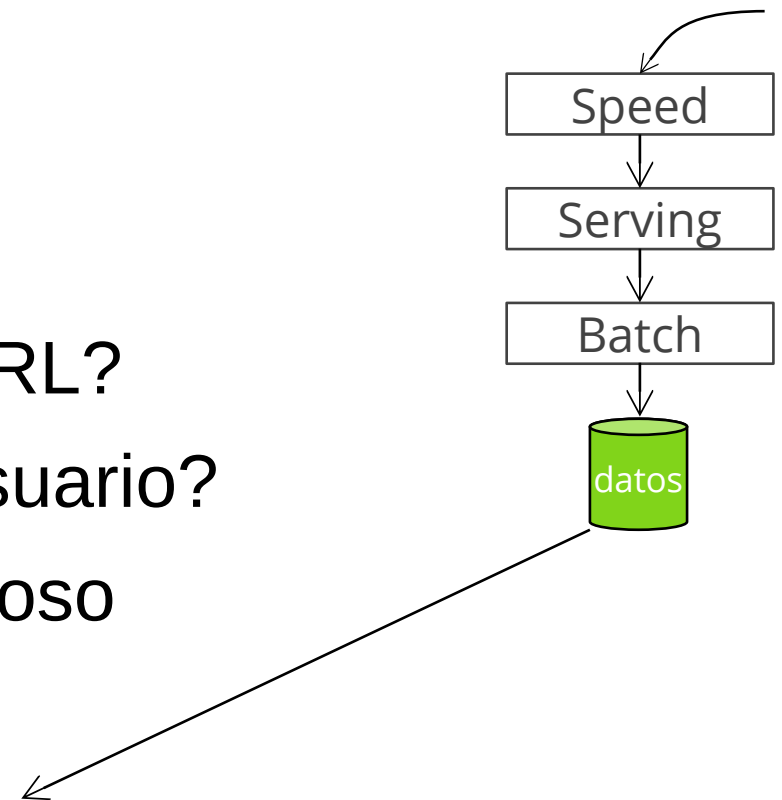 Speed
Serving
RL?
Batch
suario?
datos
oso